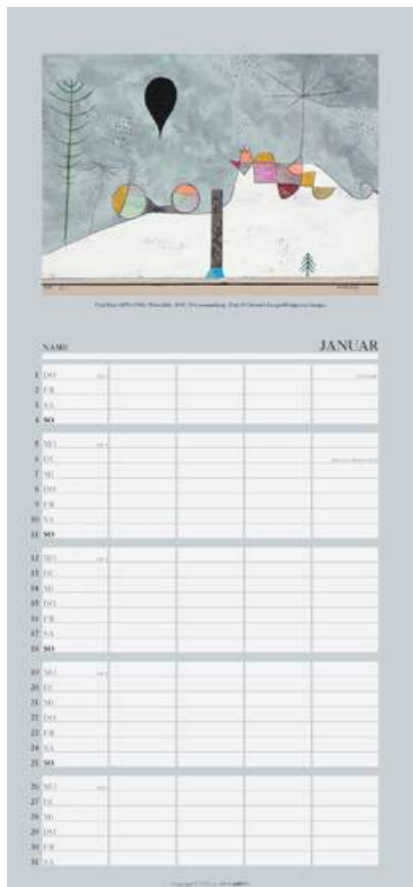 NAME JANUAR
1 DO
2 FR
3 SA
4 SO
5 MO
6 DI
7 MI
8 DO
9 FR
10 SA
11 SO
12 MO
13 DI
14 MI
15 DO
16 FR
17 SA
18 SO
19 MO
20 DI
21 MI
22 DO
23 FR
24 SA
25 SO
26 MO
27 DI
28 MI
29 DO
30 FR
31 SA